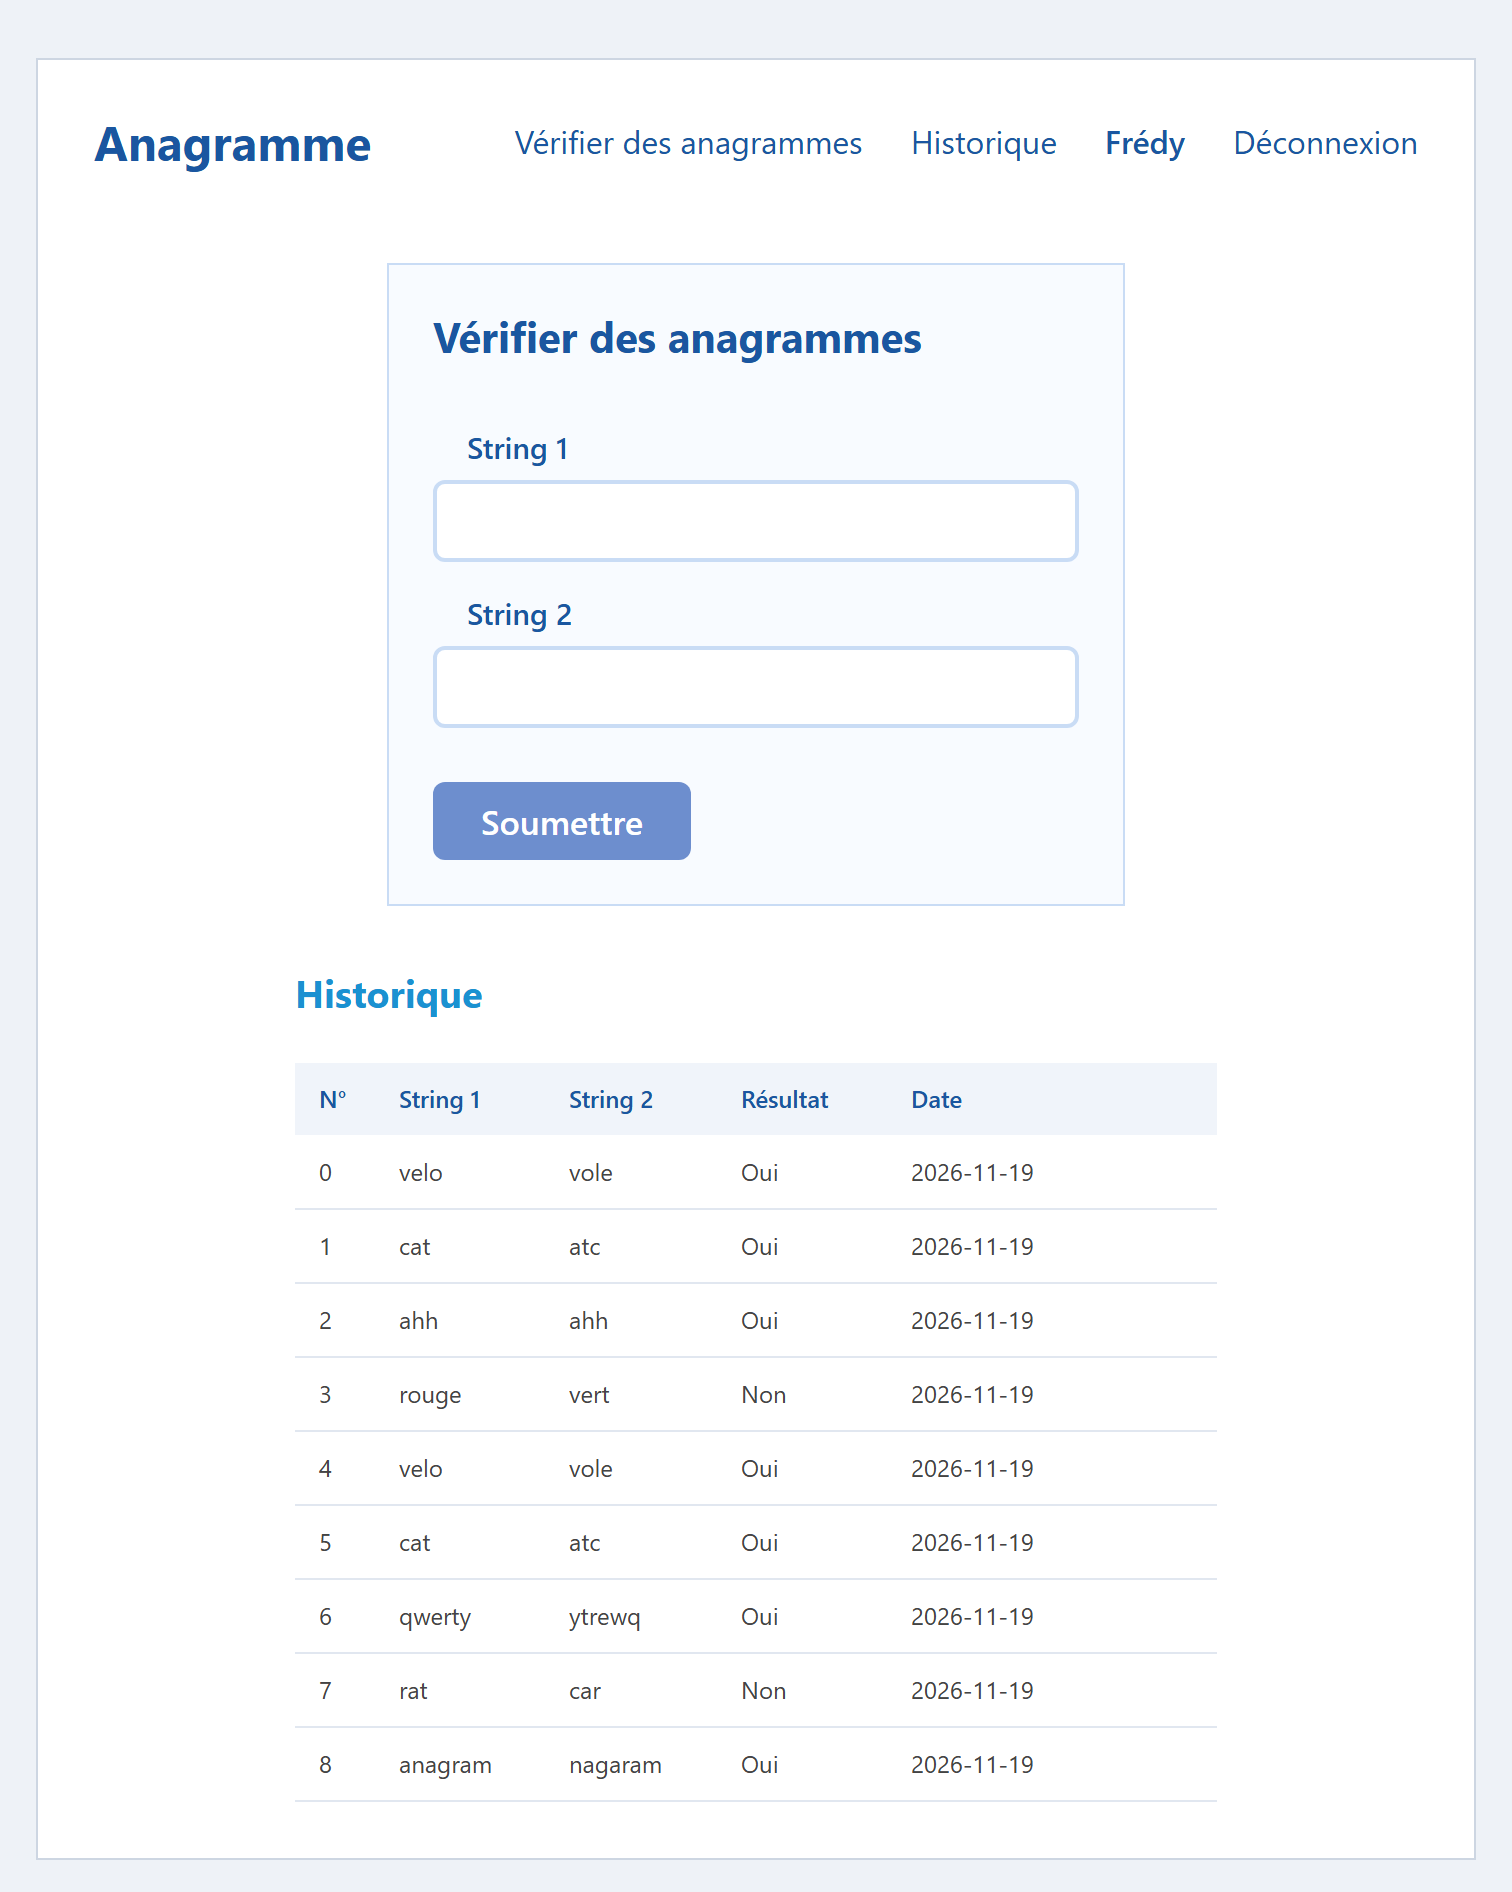 Anagramme Vérifier des anagrammes Historique Frédy Déconnexion
Vérifier des anagrammes
String 1
String 2
Soumettre
Historique
N° String 1 String 2 Résultat Date
0 velo vole Oui 2026-11-19
1 cat atc Oui 2026-11-19
2 ahh ahh Oui 2026-11-19
3 rouge vert Non 2026-11-19
4 velo vole Oui 2026-11-19
5 cat atc Oui 2026-11-19
6 qwerty ytrewq Oui 2026-11-19
7 rat car Non 2026-11-19
8 anagram nagaram Oui 2026-11-19